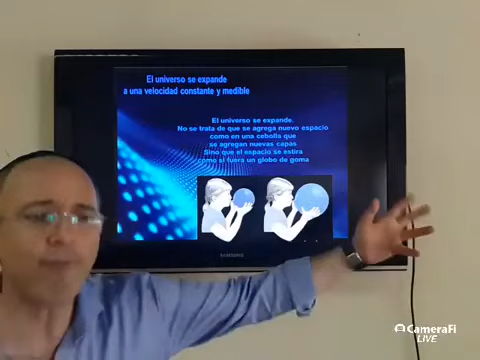 El universo se expande
a una velocidad constante y medible
El universo se expande.
No se trata de que se agrega nuevo espacio
como en una cebolla que
se agregan nuevas capas
Sino que el espacio se estira
como si fuera un globo de goma
SAMSUNG
CameraFi
LIVE